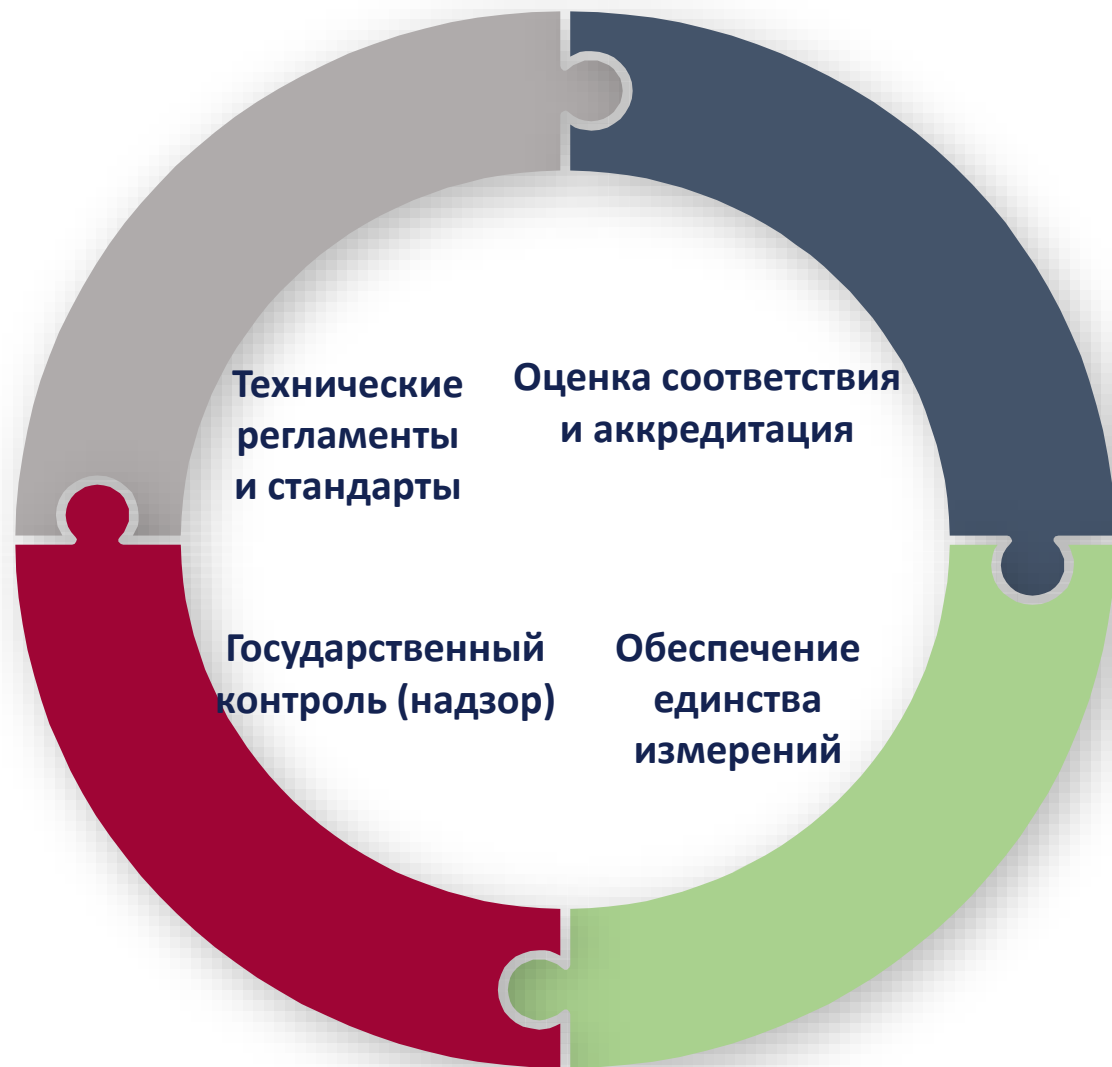 Технические
регламенты
и стандарты
Оценка соответствия
и аккредитация
Государственный
контроль (надзор)
Обеспечение
единства
измерений